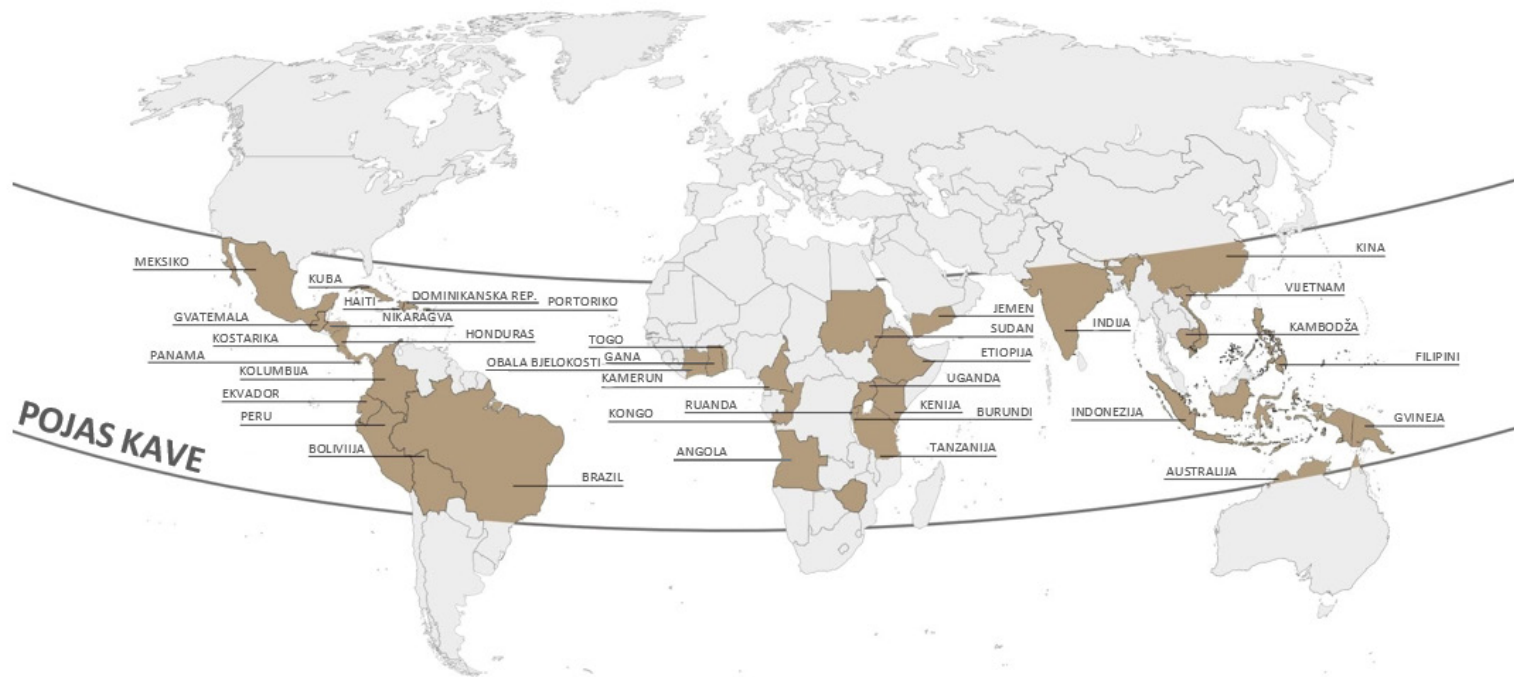 KINA
MEKSIKO
KUBA
VIJETNAM
HAITI
DOMINIKANSKA REP.
PORTORIKO
JEMEN
GVATEMALA
NIKARAGVA
INDIJA
KAMBODŽA
SUDAN
KOSTARIKA
HONDURAS
TOGO
PANAMA
OBALA BJELOKOSTI
GANA
ETIOPIJA
FILIPINI
KOLUMBIJA
KAMERUN
UGANDA
EKVADOR
RUANDA
KENIJA
PERU
KONGO
BURUNDI
INDONEZIJA
GVINEJA
POJAS KAVE
BOLIVIIJA
ANGOLA
TANZANIJA
BRAZIL
AUSTRALIJA